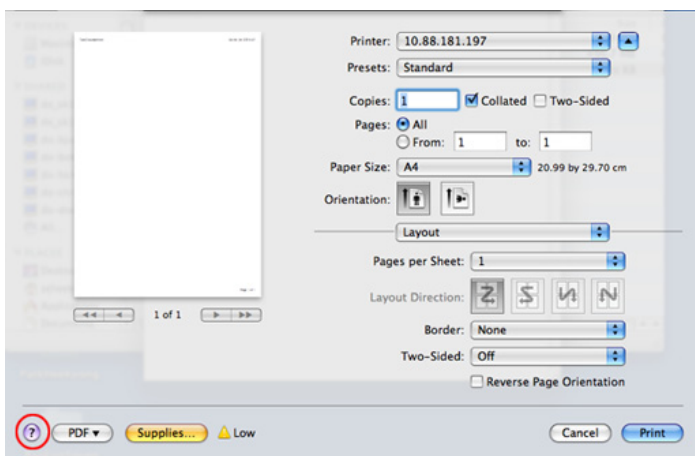 Printer: 10.88.181.197
Presets: Standard
Copies: 1 Collated Two-Sided
Pages: All
From: 1 to: 1
Paper Size: A4 20.99 by 29.70 cm
Orientation:
Layout
Pages per Sheet: 1
Layout Direction:
1 of 1
Border: None
Two-Sided: Off
Reverse Page Orientation
? PDF Supplies... Low Cancel Print